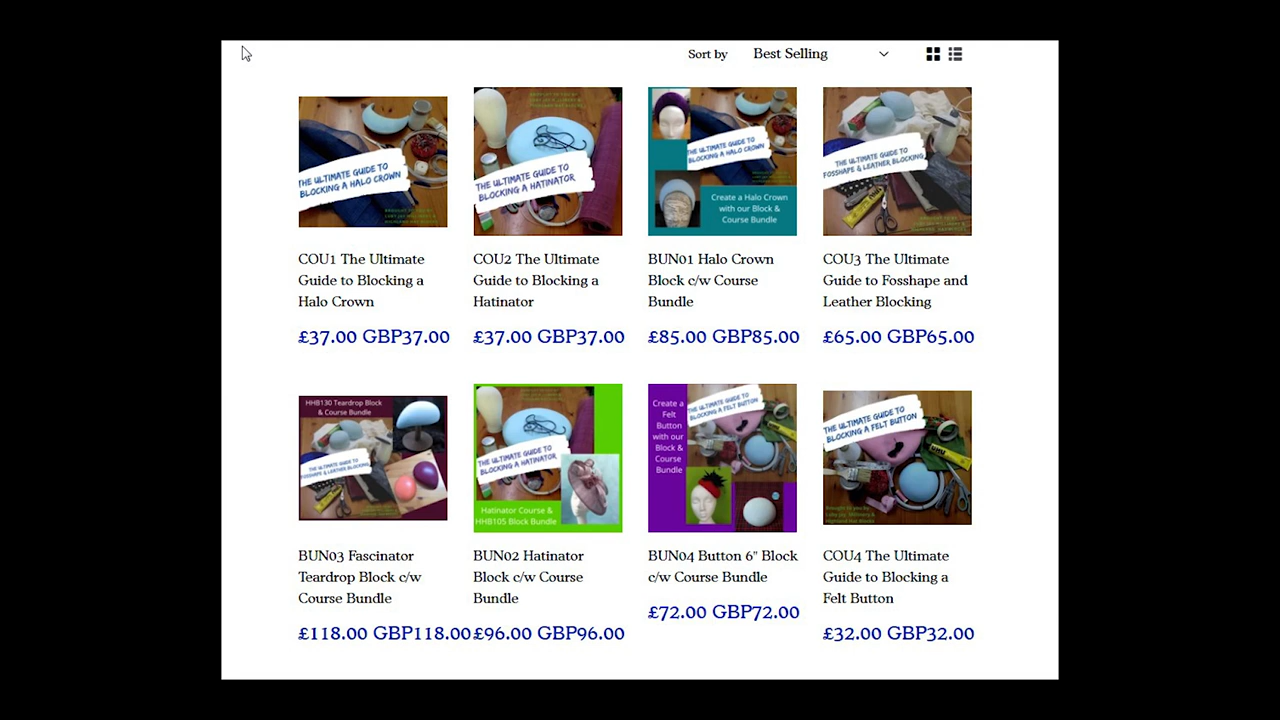 Sort by Best Selling
THE ULTIMATE GUIDE TO
BLOCKING A HALO CROWN
THE ULTIMATE GUIDE TO
BLOCKING A HATINATOR
THE ULTIMATE GUIDE TO
BLOCKING A HALO CROWN
Create a Halo Crown
with our Block &
Course Bundle
THE ULTIMATE GUIDE TO
FOSSHAPE & LEATHER BLOCKING
COU1 The Ultimate
Guide to Blocking a
Halo Crown
£37.00 GBP37.00
COU2 The Ultimate
Guide to Blocking a
Hatinator
£37.00 GBP37.00
BUN01 Halo Crown
Block c/w Course
Bundle
£85.00 GBP85.00
COU3 The Ultimate
Guide to Fosshape and
Leather Blocking
£65.00 GBP65.00
HHB130 Teardrop Block
& Course Bundle
THE ULTIMATE GUIDE TO
FOSSHAPE & LEATHER BLOCKING
THE ULTIMATE GUIDE TO
BLOCKING A HATINATOR
Hatinator Course &
HHB105 Block Bundle
Create a
Felt
Button
with our
Block &
Course
Bundle
THE ULTIMATE GUIDE TO
BLOCKING A FELT BUTTON
THE ULTIMATE GUIDE TO
BLOCKING A FELT BUTTON
BUN03 Fascinator
Teardrop Block c/w
Course Bundle
£118.00 GBP118.00
BUN02 Hatinator
Block c/w Course
Bundle
£96.00 GBP96.00
BUN04 Button 6" Block
c/w Course Bundle
£72.00 GBP72.00
COU4 The Ultimate
Guide to Blocking a
Felt Button
£32.00 GBP32.00